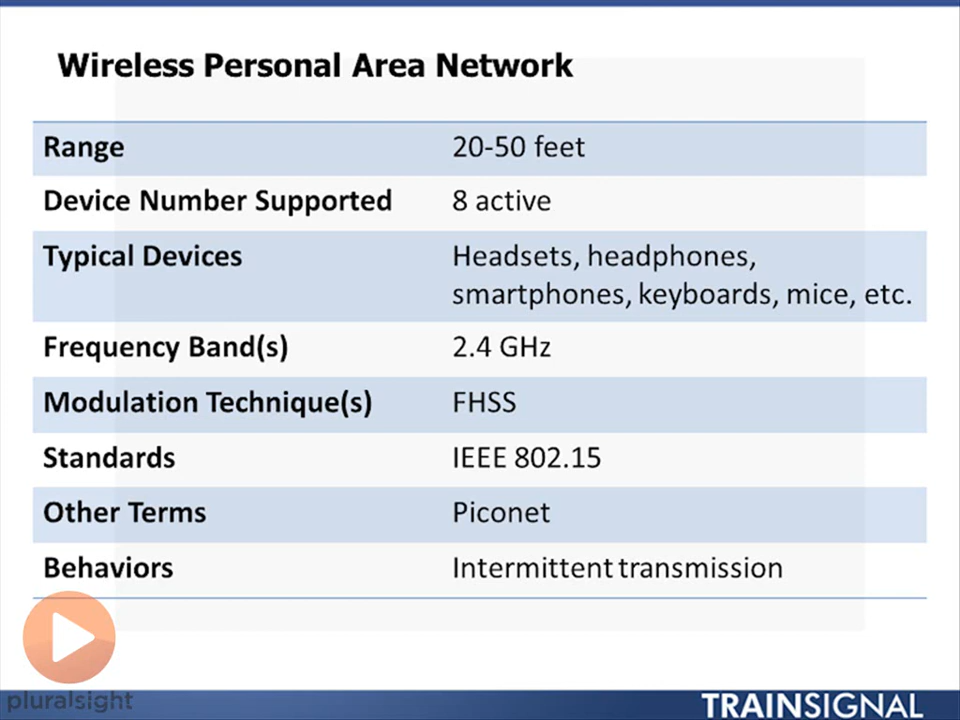 Wireless Personal Area Network
Range 20-50 feet
Device Number Supported 8 active
Typical Devices Headsets, headphones,
smartphones, keyboards, mice, etc.
Frequency Band(s) 2.4 GHz
Modulation Technique(s) FHSS
Standards IEEE 802.15
Other Terms Piconet
Behaviors Intermittent transmission
pluralsight
TRAINSIGNAL